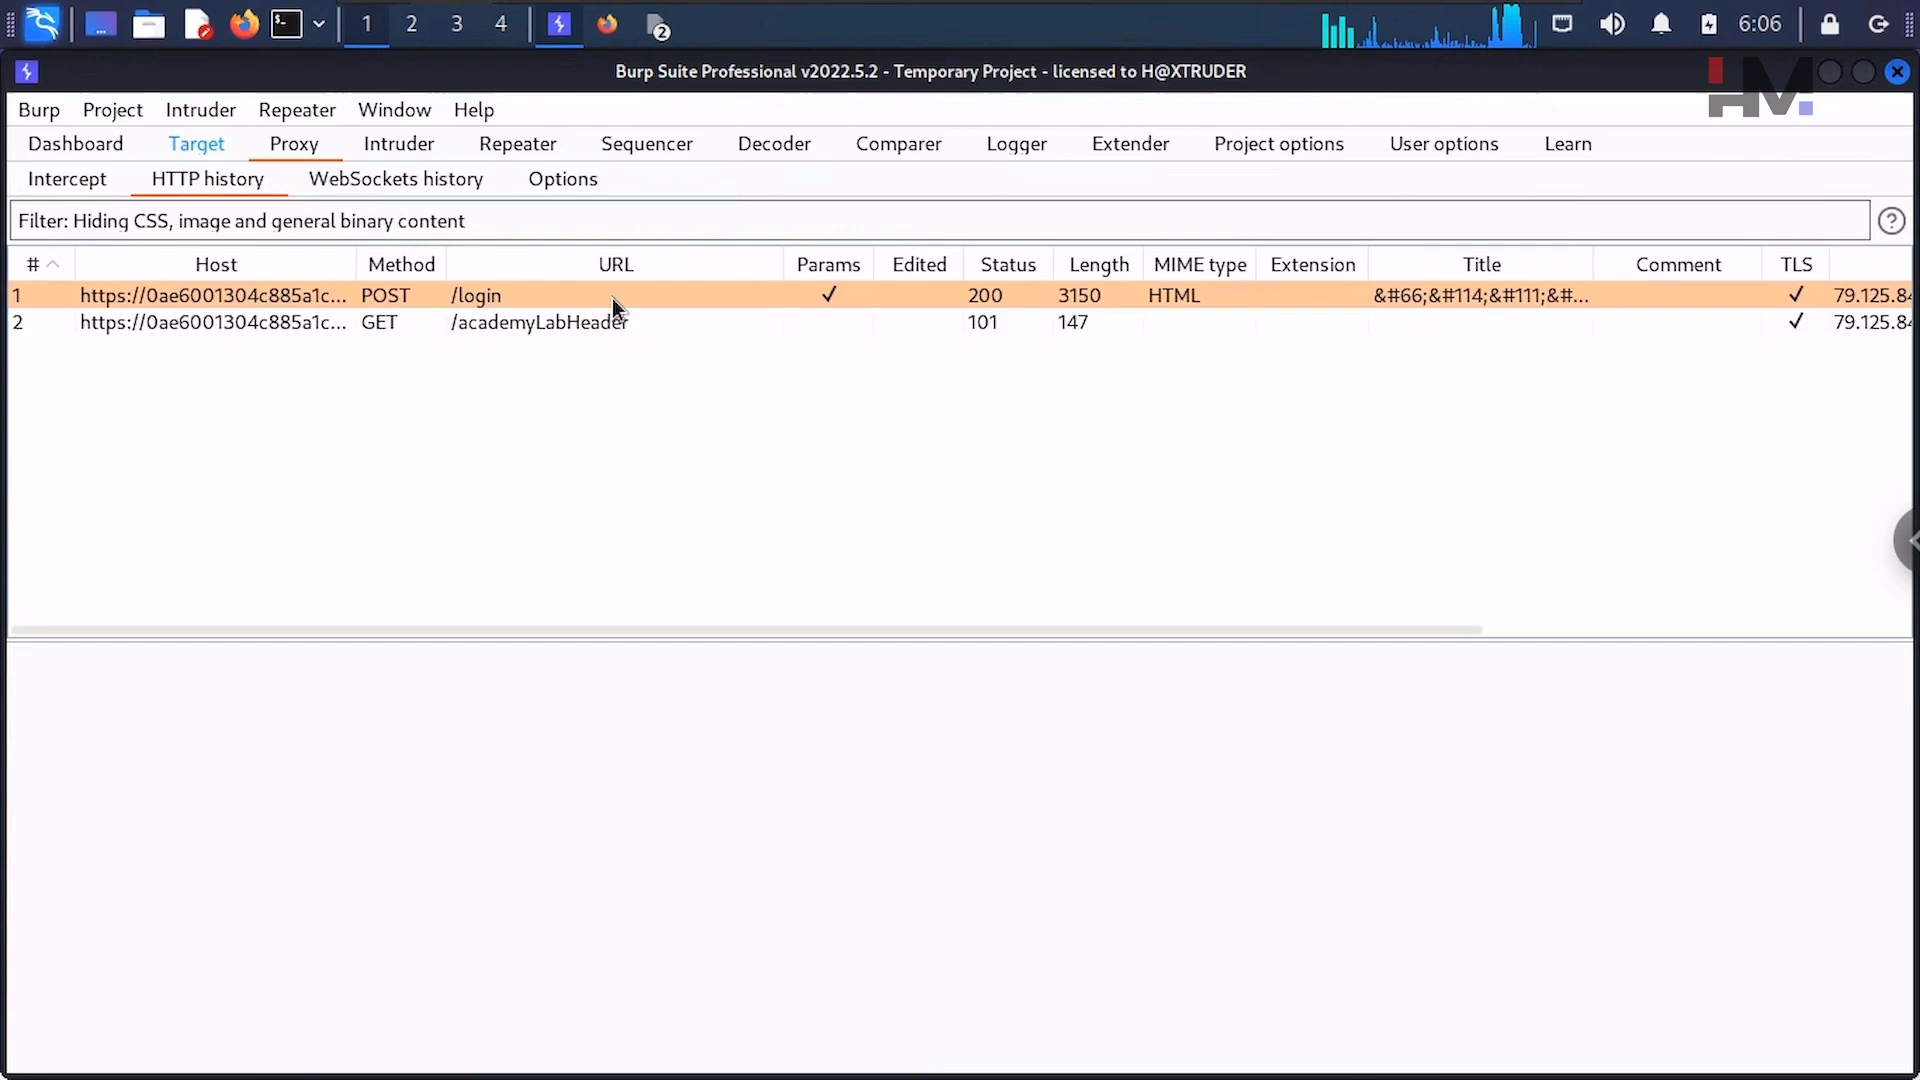 1 2 3 4 2 6:06
Burp Suite Professional v2022.5.2 - Temporary Project - licensed to H@XTRUDER
HM.
Burp Project Intruder Repeater Window Help
Dashboard Target Proxy Intruder Repeater Sequencer Decoder Comparer Logger Extender Project options User options Learn
Intercept HTTP history WebSockets history Options
Filter: Hiding CSS, image and general binary content ?
# Host Method URL Params Edited Status Length MIME type Extension Title Comment TLS
1 https://0ae6001304c885a1c... POST /login ✓ 200 3150 HTML &#66;&#114;&#111;&#... ✓ 79.125.84
2 https://0ae6001304c885a1c... GET /academyLabHeader 101 147 ✓ 79.125.84